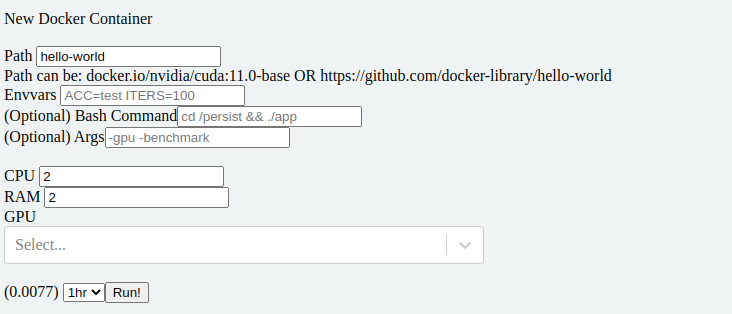 New Docker Container
Path hello-world
Path can be: docker.io/nvidia/cuda:11.0-base OR https://github.com/docker-library/hello-world
Envvars ACC=test ITERS=100
(Optional) Bash Command cd /persist && ./app
(Optional) Args -gpu -benchmark
CPU 2
RAM 2
GPU
Select...
(0.0077) 1hr Run!